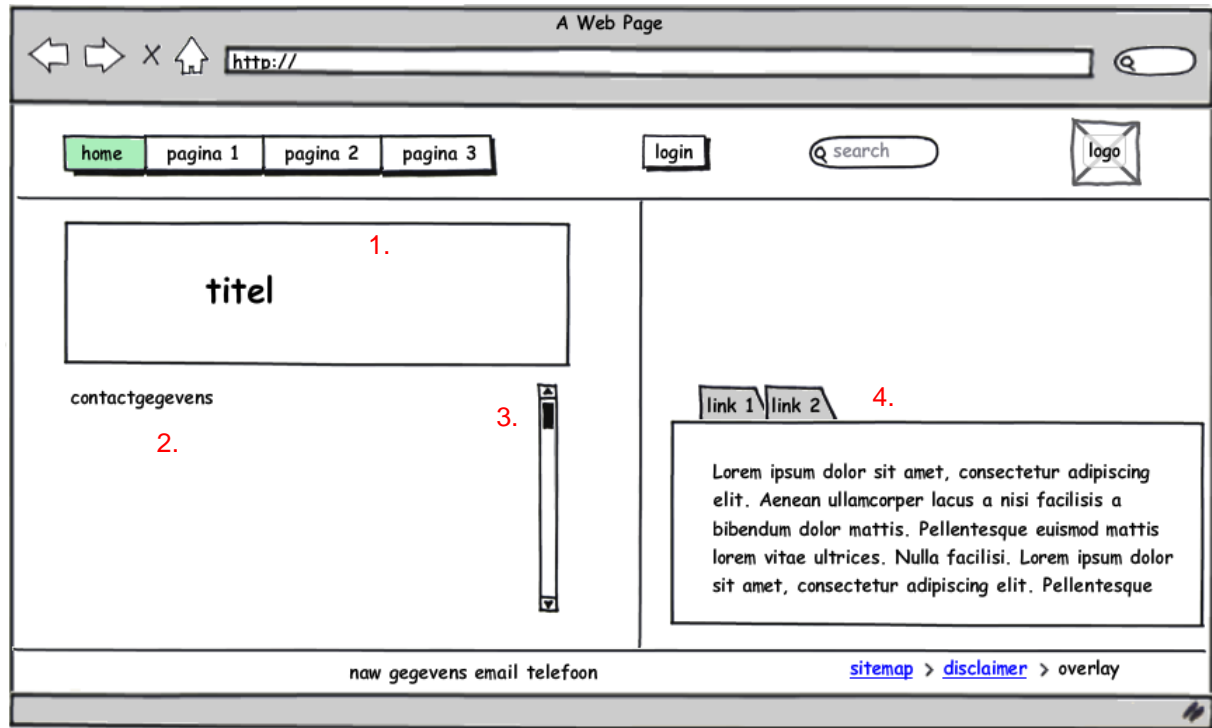 A Web Page
http://
home pagina 1 pagina 2 pagina 3 login search logo
1.
titel
contactgegevens
2.
3.
link 1 link 2 4.
Lorem ipsum dolor sit amet, consectetur adipiscing
elit. Aenean ullamcorper lacus a nisi facilisis a
bibendum dolor mattis. Pellentesque euismod mattis
lorem vitae ultrices. Nulla facilisi. Lorem ipsum dolor
sit amet, consectetur adipiscing elit. Pellentesque
naw gegevens email telefoon
sitemap > disclaimer > overlay